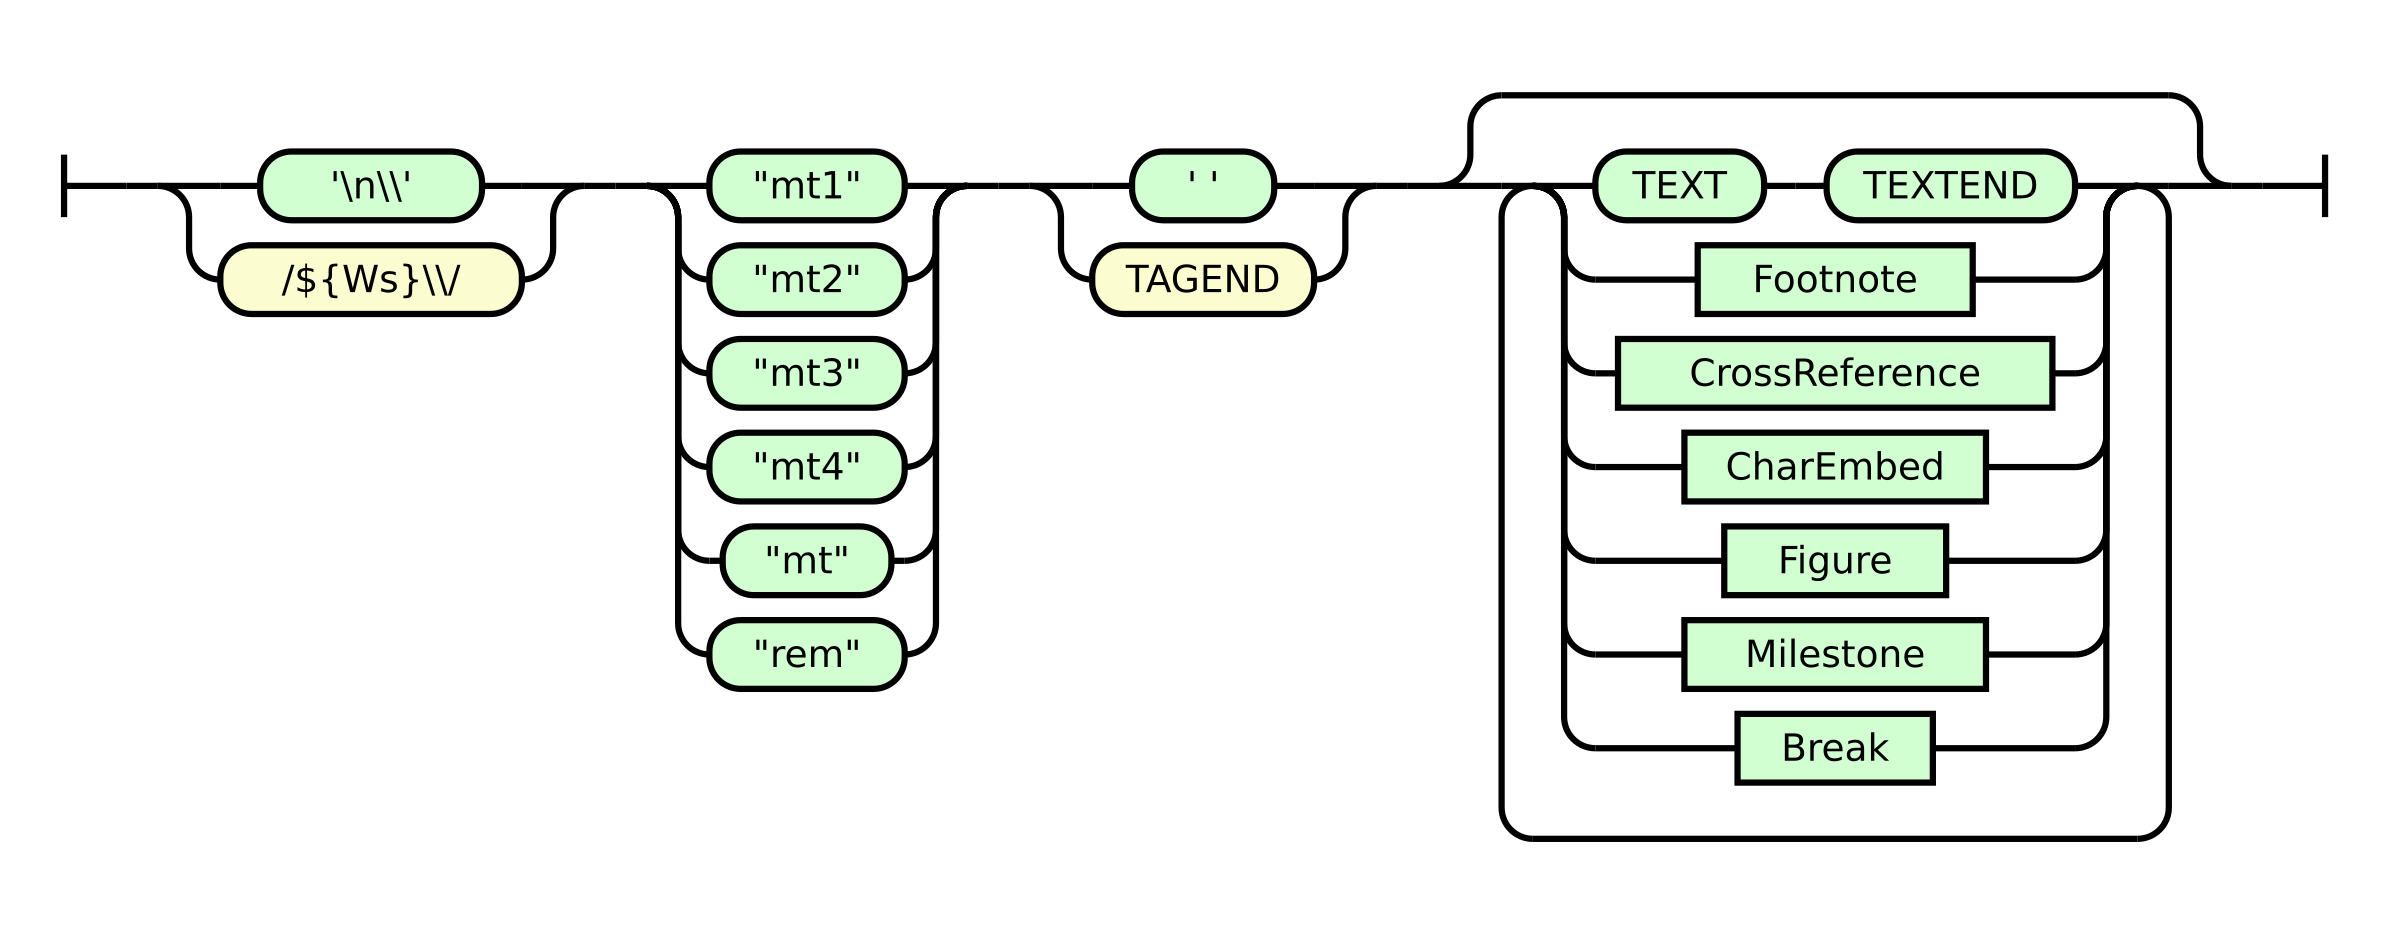 '\n\\'
/${Ws}\\/
"mt1"
"mt2"
"mt3"
"mt4"
"mt"
"rem"
' '
TAGEND
TEXT
TEXTEND
Footnote
CrossReference
CharEmbed
Figure
Milestone
Break